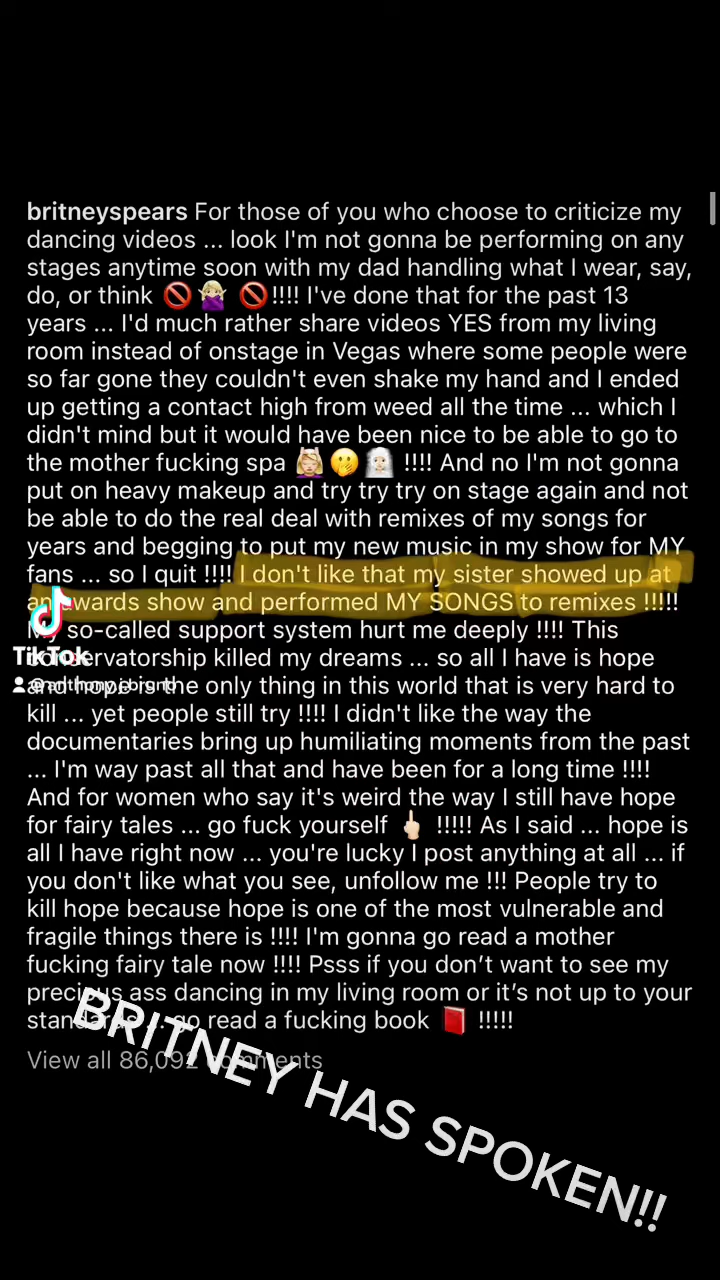 britneyspears For those of you who choose to criticize my
dancing videos ... look I'm not gonna be performing on any
stages anytime soon with my dad handling what I wear, say,
do, or think 🚫 🙅🏼‍♀️ 🚫!!!! I've done that for the past 13
years ... I'd much rather share videos YES from my living
room instead of onstage in Vegas where some people were
so far gone they couldn't even shake my hand and I ended
up getting a contact high from weed all the time ... which I
didn't mind but it would have been nice to be able to go to
the mother fucking spa 💆🏼‍♀️ 🤭 👰🏻 !!!! And no I'm not gonna
put on heavy makeup and try try try on stage again and not
be able to do the real deal with remixes of my songs for
years and begging to put my new music in my show for MY
fans ... so I quit !!!! I don't like that my sister showed up at
an awards show and performed MY SONGS to remixes !!!!!
My so-called support system hurt me deeply !!!! This
conservatorship killed my dreams ... so all I have is hope
and hope is the only thing in this world that is very hard to
kill ... yet people still try !!!! I didn't like the way the
documentaries bring up humiliating moments from the past
... I'm way past all that and have been for a long time !!!!
And for women who say it's weird the way I still have hope
for fairy tales ... go fuck yourself 🖕🏻 !!!!! As I said ... hope is
all I have right now ... you're lucky I post anything at all ... if
you don't like what you see, unfollow me !!! People try to
kill hope because hope is one of the most vulnerable and
fragile things there is !!!! I'm gonna go read a mother
fucking fairy tale now !!!! Psss if you don’t want to see my
precious ass dancing in my living room or it’s not up to your
standards ... go read a fucking book 📕 !!!!!
View all 86,092 comments
TikTok
BRITNEY HAS SPOKEN!!